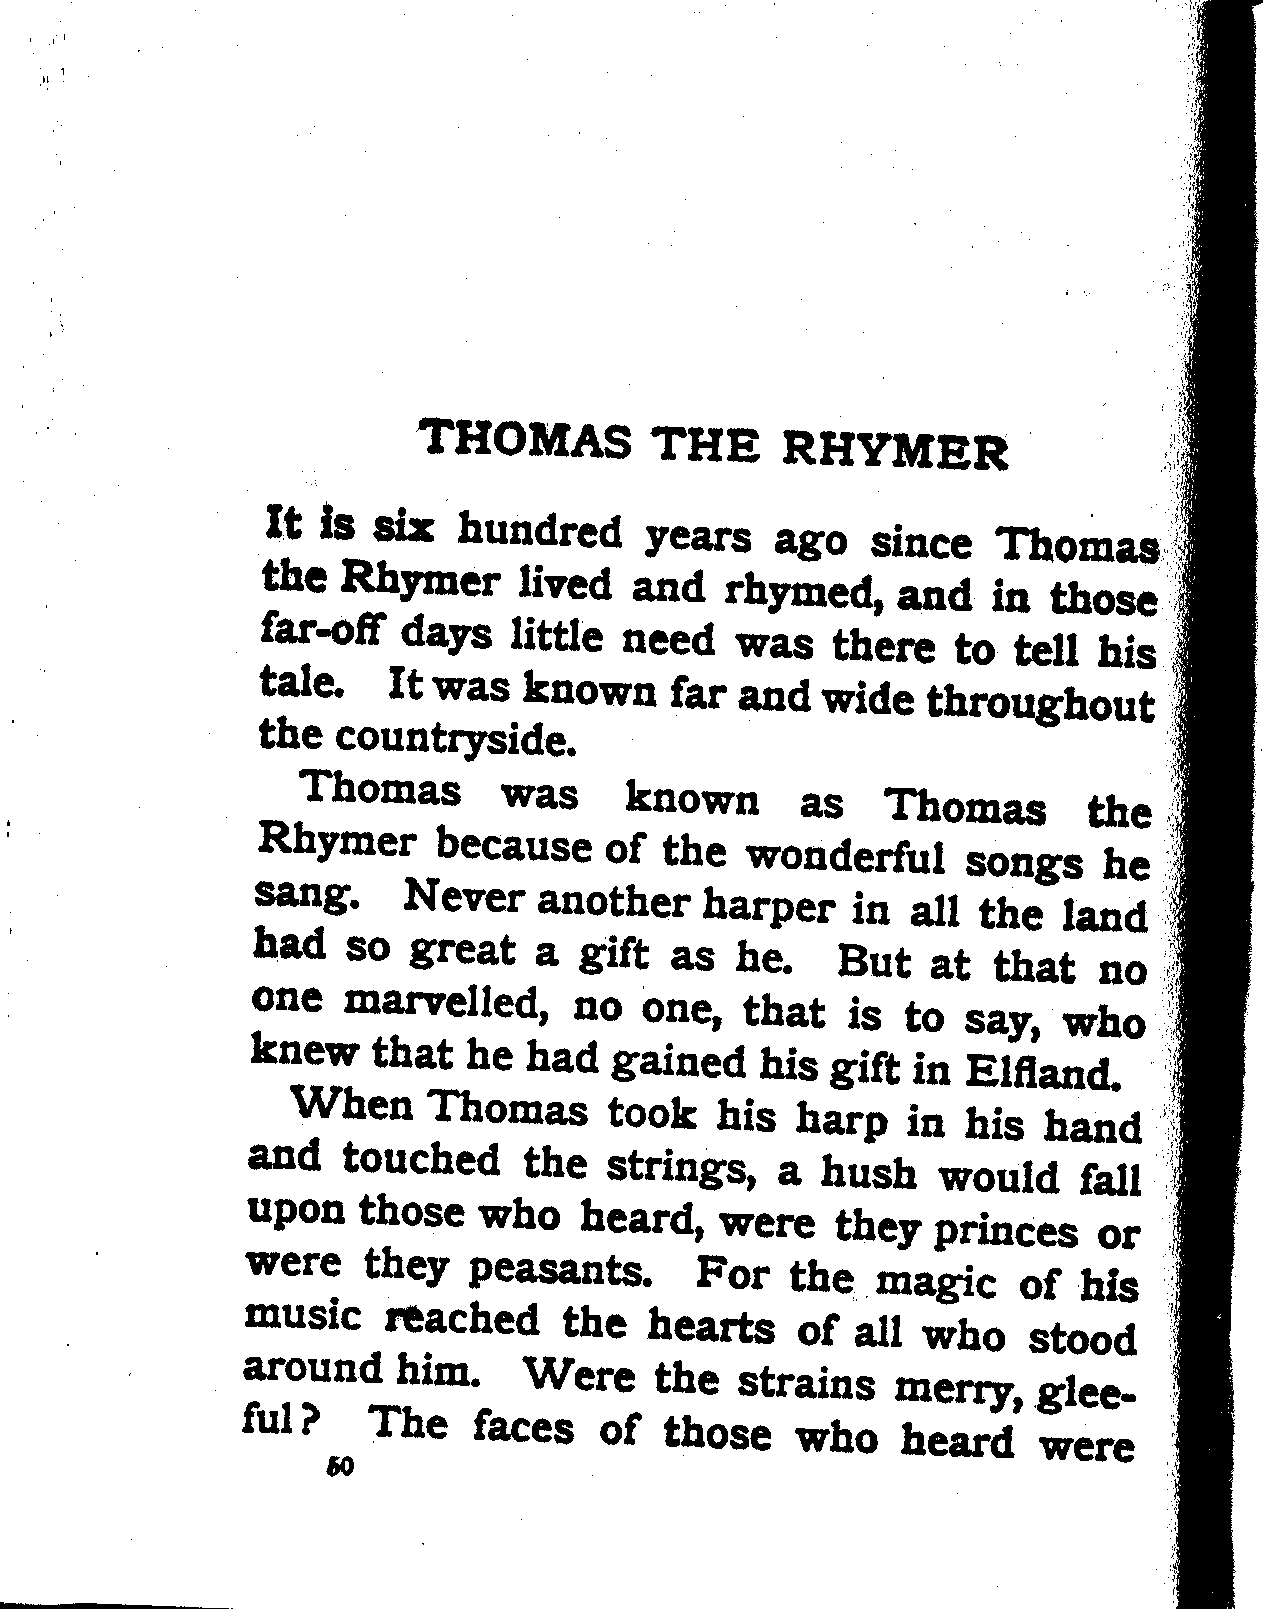 THOMAS THE RHYMER
It is six hundred years ago since Thomas
the Rhymer lived and rhymed, and in those
far-off days little need was there to tell his
tale. It was known far and wide throughout
the countryside.
Thomas was known as Thomas the
Rhymer because of the wonderful songs he
sang. Never another harper in all the land
had so great a gift as he. But at that no
one marvelled, no one, that is to say, who
knew that he had gained his gift in Elfland.
When Thomas took his harp in his hand
and touched the strings, a hush would fall
upon those who heard, were they princes or
were they peasants. For the magic of his
music reached the hearts of all who stood
around him. Were the strains merry, glee-
ful? The faces of those who heard were
50